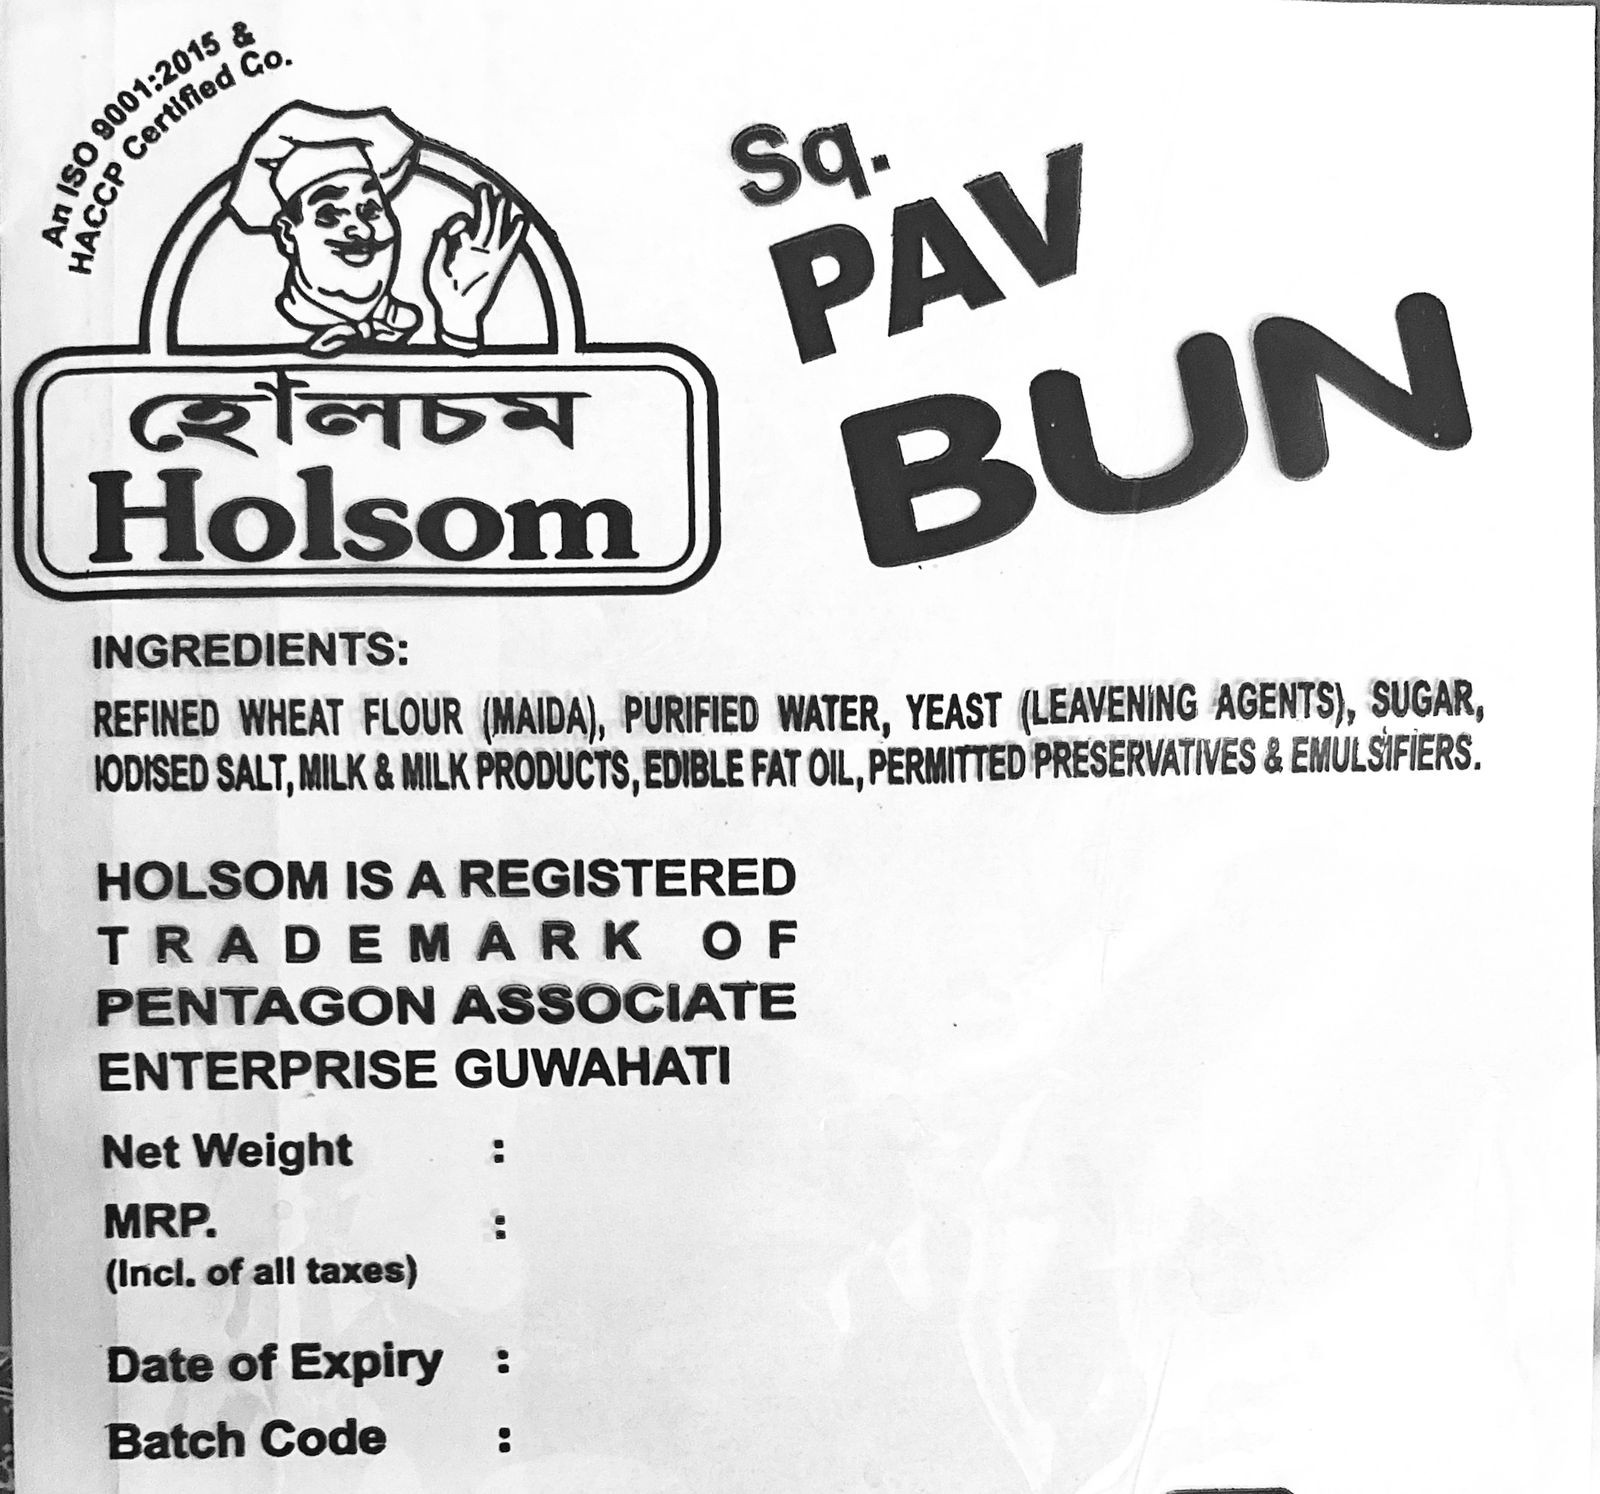 An ISO 9001:2015 &
HACCP Certified Co.
Sq.
PAV
BUN
হৌলচম
Holsom
INGREDIENTS:
REFINED WHEAT FLOUR (MAIDA), PURIFIED WATER, YEAST (LEAVENING AGENTS), SUGAR,
IODISED SALT, MILK & MILK PRODUCTS, EDIBLE FAT OIL, PERMITTED PRESERVATIVES & EMULSIFIERS.
HOLSOM IS A REGISTERED
TRADEMARK OF
PENTAGON ASSOCIATE
ENTERPRISE GUWAHATI
Net Weight :
MRP. :
(Incl. of all taxes)
Date of Expiry :
Batch Code :